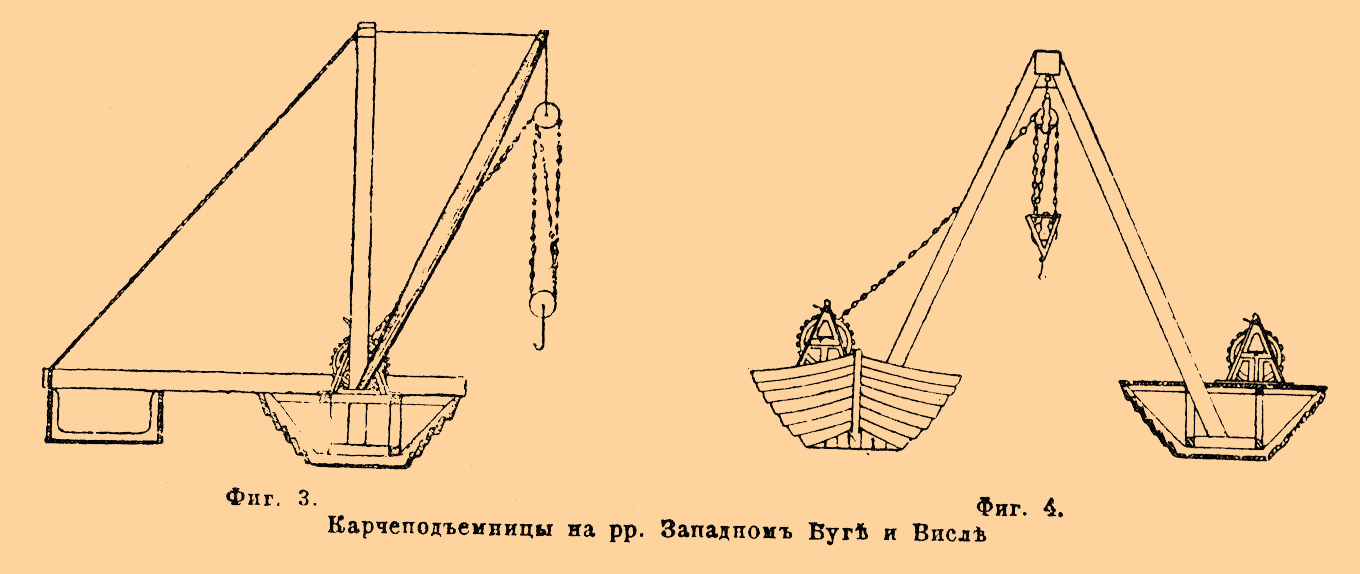 Фиг. 3.
Фиг. 4.
Карчеподъемницы на рр. Западномъ Бугѣ и Вислѣ